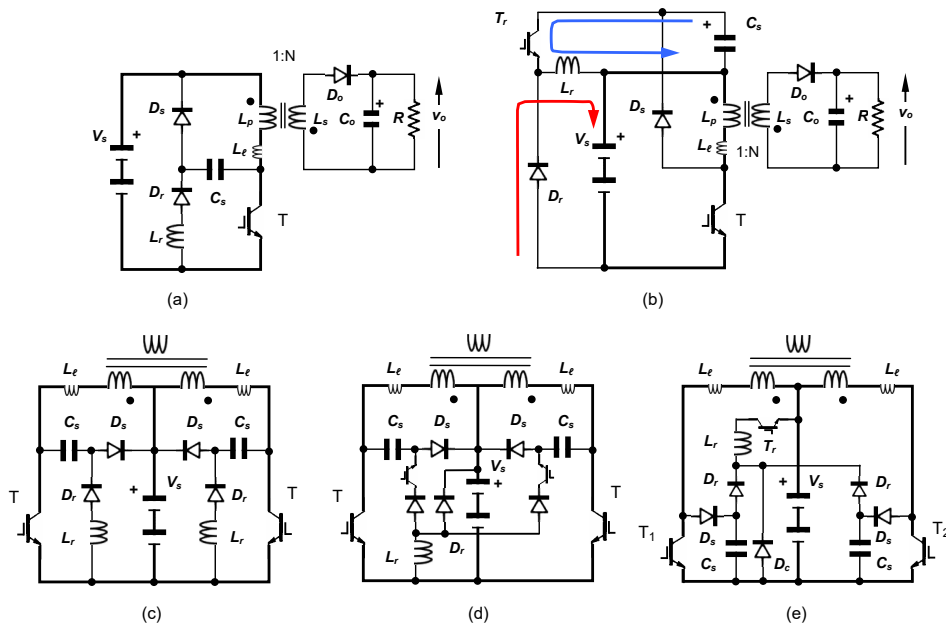 Tr
+
Cs
1:N
Ds
Do
Lp
Ls
Co
+
R
vo
Vs
+
Lℓ
Cs
Dr
T
Lr
(a)
Lr
Ds
Vs
+
Dr
Lp
Ls
Lℓ
1:N
Do
Co
+
R
vo
T
(b)
Lℓ
Lℓ
Cs
Ds
Ds
Cs
T
+
Vs
Dr
Dr
T
Lr
Lr
(c)
Lℓ
Lℓ
Cs
Ds
Ds
Cs
T
Vs
+
T
Lr
Dr
(d)
Lℓ
Lℓ
Lr
Tr
Dr
+
Vs
Dr
T1
Ds
Ds
T2
Cs
Dc
Cs
(e)